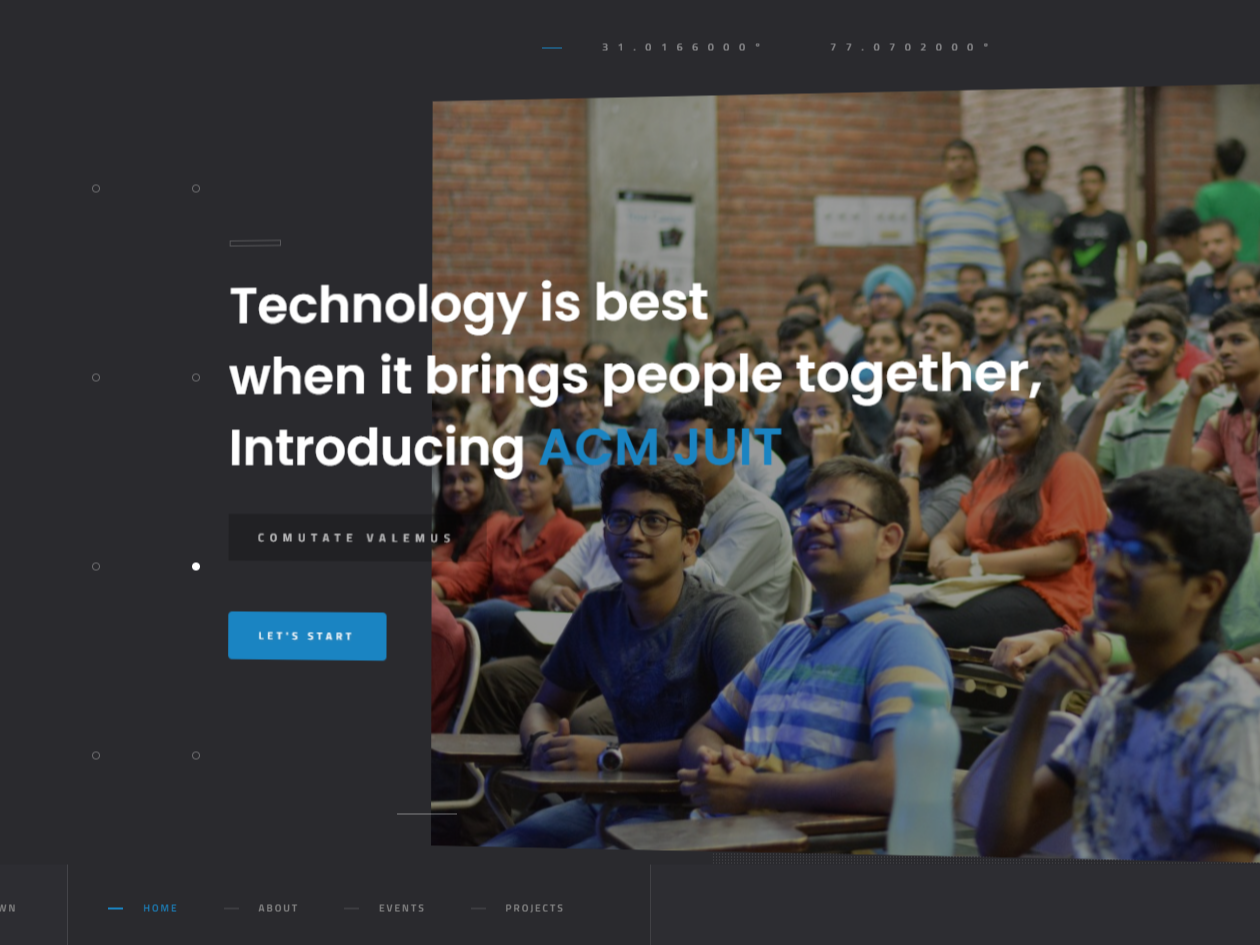 31.0166000° 77.0702000°
Technology is best
when it brings people together,
Introducing ACM JUIT
COMUTATE VALEMUS
LET'S START
WN
HOME
ABOUT
EVENTS
PROJECTS